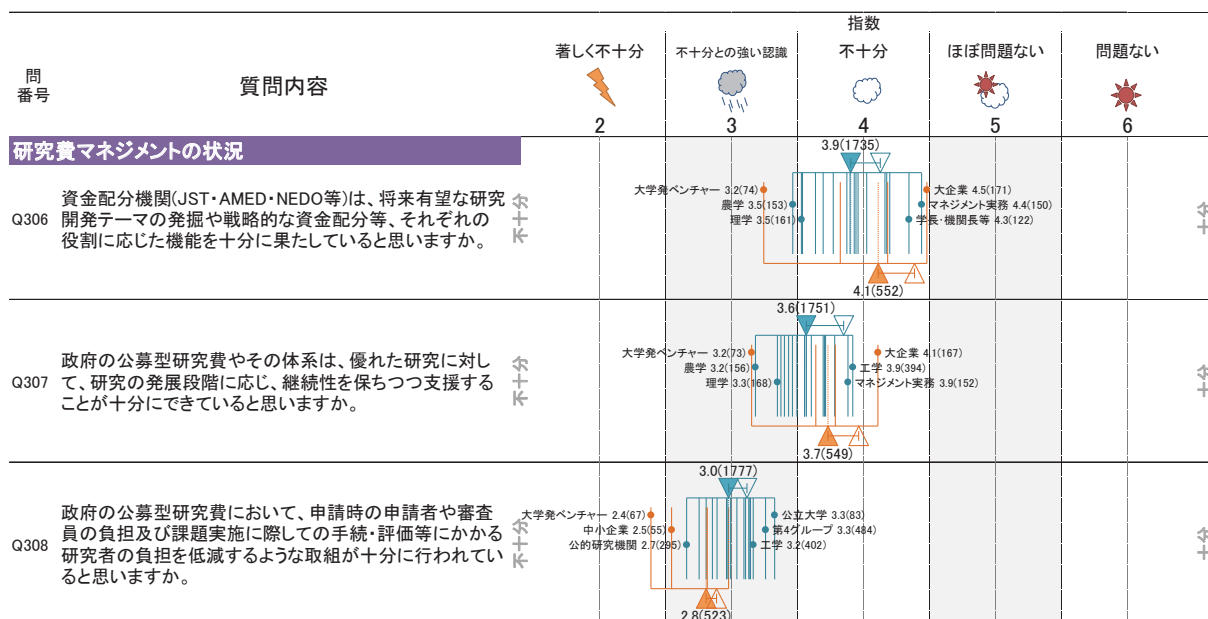 指数
著しく不十分
不十分との強い認識
不十分
ほぼ問題ない
問題ない
問
番号
質問内容
2
3
4
5
6
研究費マネジメントの状況
Q306
資金配分機関(JST・AMED・NEDO等)は、将来有望な研究
開発テーマの発掘や戦略的な資金配分等、それぞれの
役割に応じた機能を十分に果たしていると思いますか。
不十分
3.9(1735)
大学発ベンチャー 3.2(74)
農学 3.5(153)
理学 3.5(161)
大企業 4.5(171)
マネジメント実務 4.4(150)
学長・機関長等 4.3(122)
4.1(552)
十分
Q307
政府の公募型研究費やその体系は、優れた研究に対し
て、研究の発展段階に応じ、継続性を保ちつつ支援する
ことが十分にできていると思いますか。
不十分
3.6(1751)
大学発ベンチャー 3.2(73)
農学 3.2(156)
理学 3.3(168)
大企業 4.1(167)
工学 3.9(394)
マネジメント実務 3.9(152)
3.7(549)
十分
Q308
政府の公募型研究費において、申請時の申請者や審査
員の負担及び課題実施に際しての手続・評価等にかかる
研究者の負担を低減するような取組が十分に行われてい
ると思いますか。
不十分
3.0(1777)
大学発ベンチャー 2.4(67)
中小企業 2.5(55)
公的研究機関 2.7(295)
公立大学 3.3(83)
第4グループ 3.3(484)
工学 3.2(402)
2.8(523)
十分